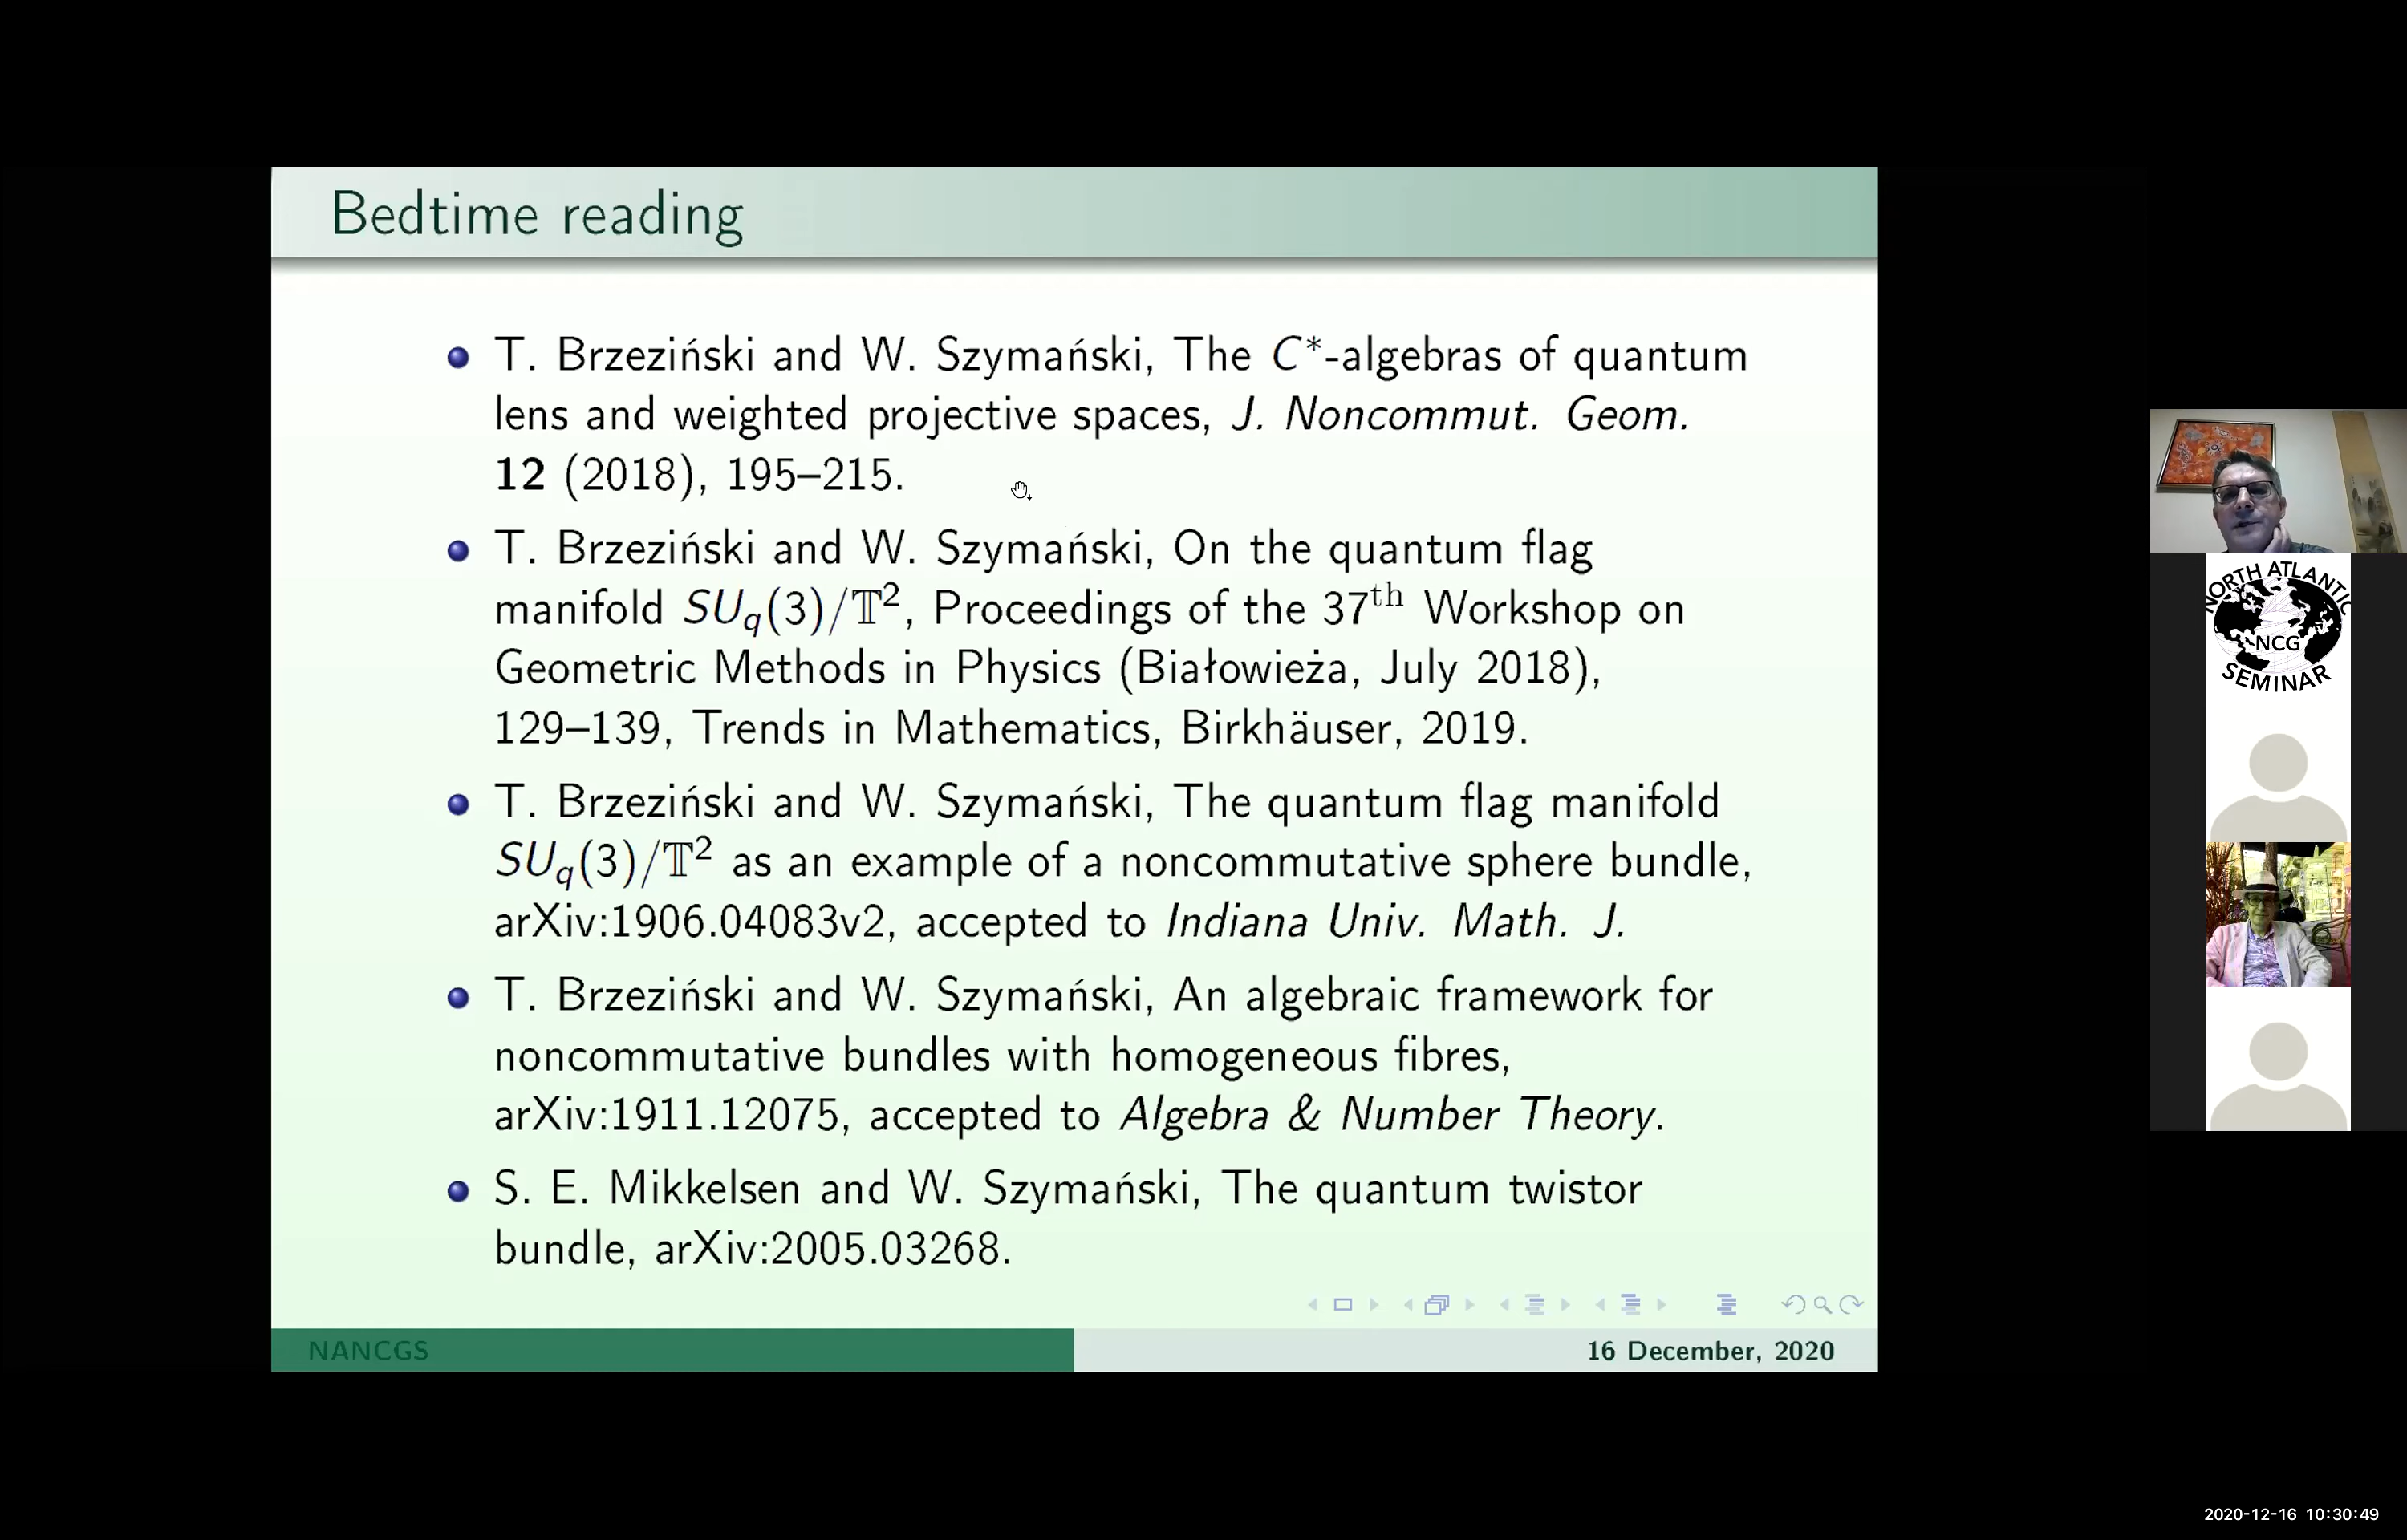 Bedtime reading
T. Brzeziński and W. Szymański, The C*-algebras of quantum
lens and weighted projective spaces, J. Noncommut. Geom.
12 (2018), 195–215.
T. Brzeziński and W. Szymański, On the quantum flag
manifold SU_q(3)/𝕋², Proceedings of the 37th Workshop on
Geometric Methods in Physics (Białowieża, July 2018),
129–139, Trends in Mathematics, Birkhäuser, 2019.
T. Brzeziński and W. Szymański, The quantum flag manifold
SU_q(3)/𝕋² as an example of a noncommutative sphere bundle,
arXiv:1906.04083v2, accepted to Indiana Univ. Math. J.
T. Brzeziński and W. Szymański, An algebraic framework for
noncommutative bundles with homogeneous fibres,
arXiv:1911.12075, accepted to Algebra & Number Theory.
S. E. Mikkelsen and W. Szymański, The quantum twistor
bundle, arXiv:2005.03268.
NANCGS
16 December, 2020
NORTH ATLANTIC
NCG
SEMINAR
2020-12-16 10:30:49